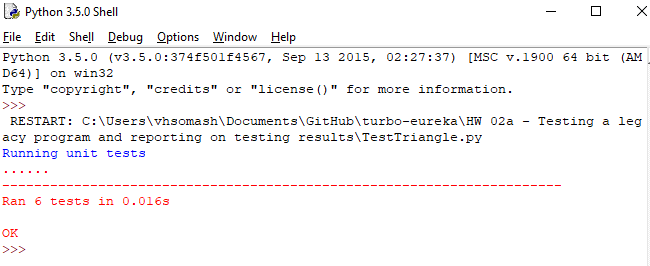 Python 3.5.0 Shell
File Edit Shell Debug Options Window Help
Python 3.5.0 (v3.5.0:374f501f4567, Sep 13 2015, 02:27:37) [MSC v.1900 64 bit (AM
D64)] on win32
Type "copyright", "credits" or "license()" for more information.
>>>
RESTART: C:\Users\vhsomash\Documents\GitHub\turbo-eureka\HW 02a - Testing a leg
acy program and reporting on testing results\TestTriangle.py
Running unit tests
......
----------------------------------------------------------------------
Ran 6 tests in 0.016s
OK
>>>